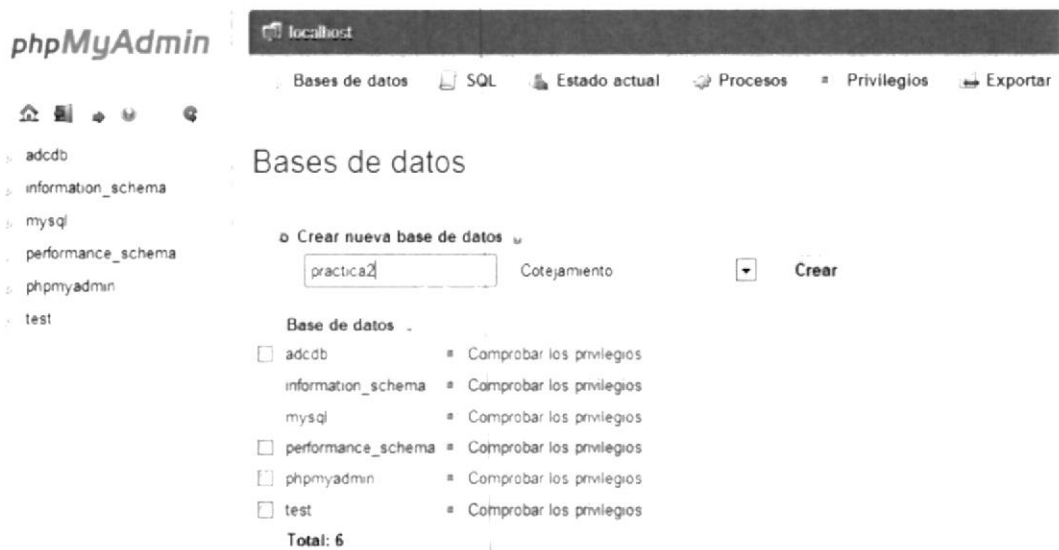 phpMyAdmin
adcdb
information_schema
mysql
performance_schema
phpmyadmin
test
localhost
Bases de datos SQL Estado actual Procesos Privilegios Exportar
Bases de datos
Crear nueva base de datos
practica2 Cotejamiento Crear
Base de datos
adcdb Comprobar los privilegios
information_schema Comprobar los privilegios
mysql Comprobar los privilegios
performance_schema Comprobar los privilegios
phpmyadmin Comprobar los privilegios
test Comprobar los privilegios
Total: 6